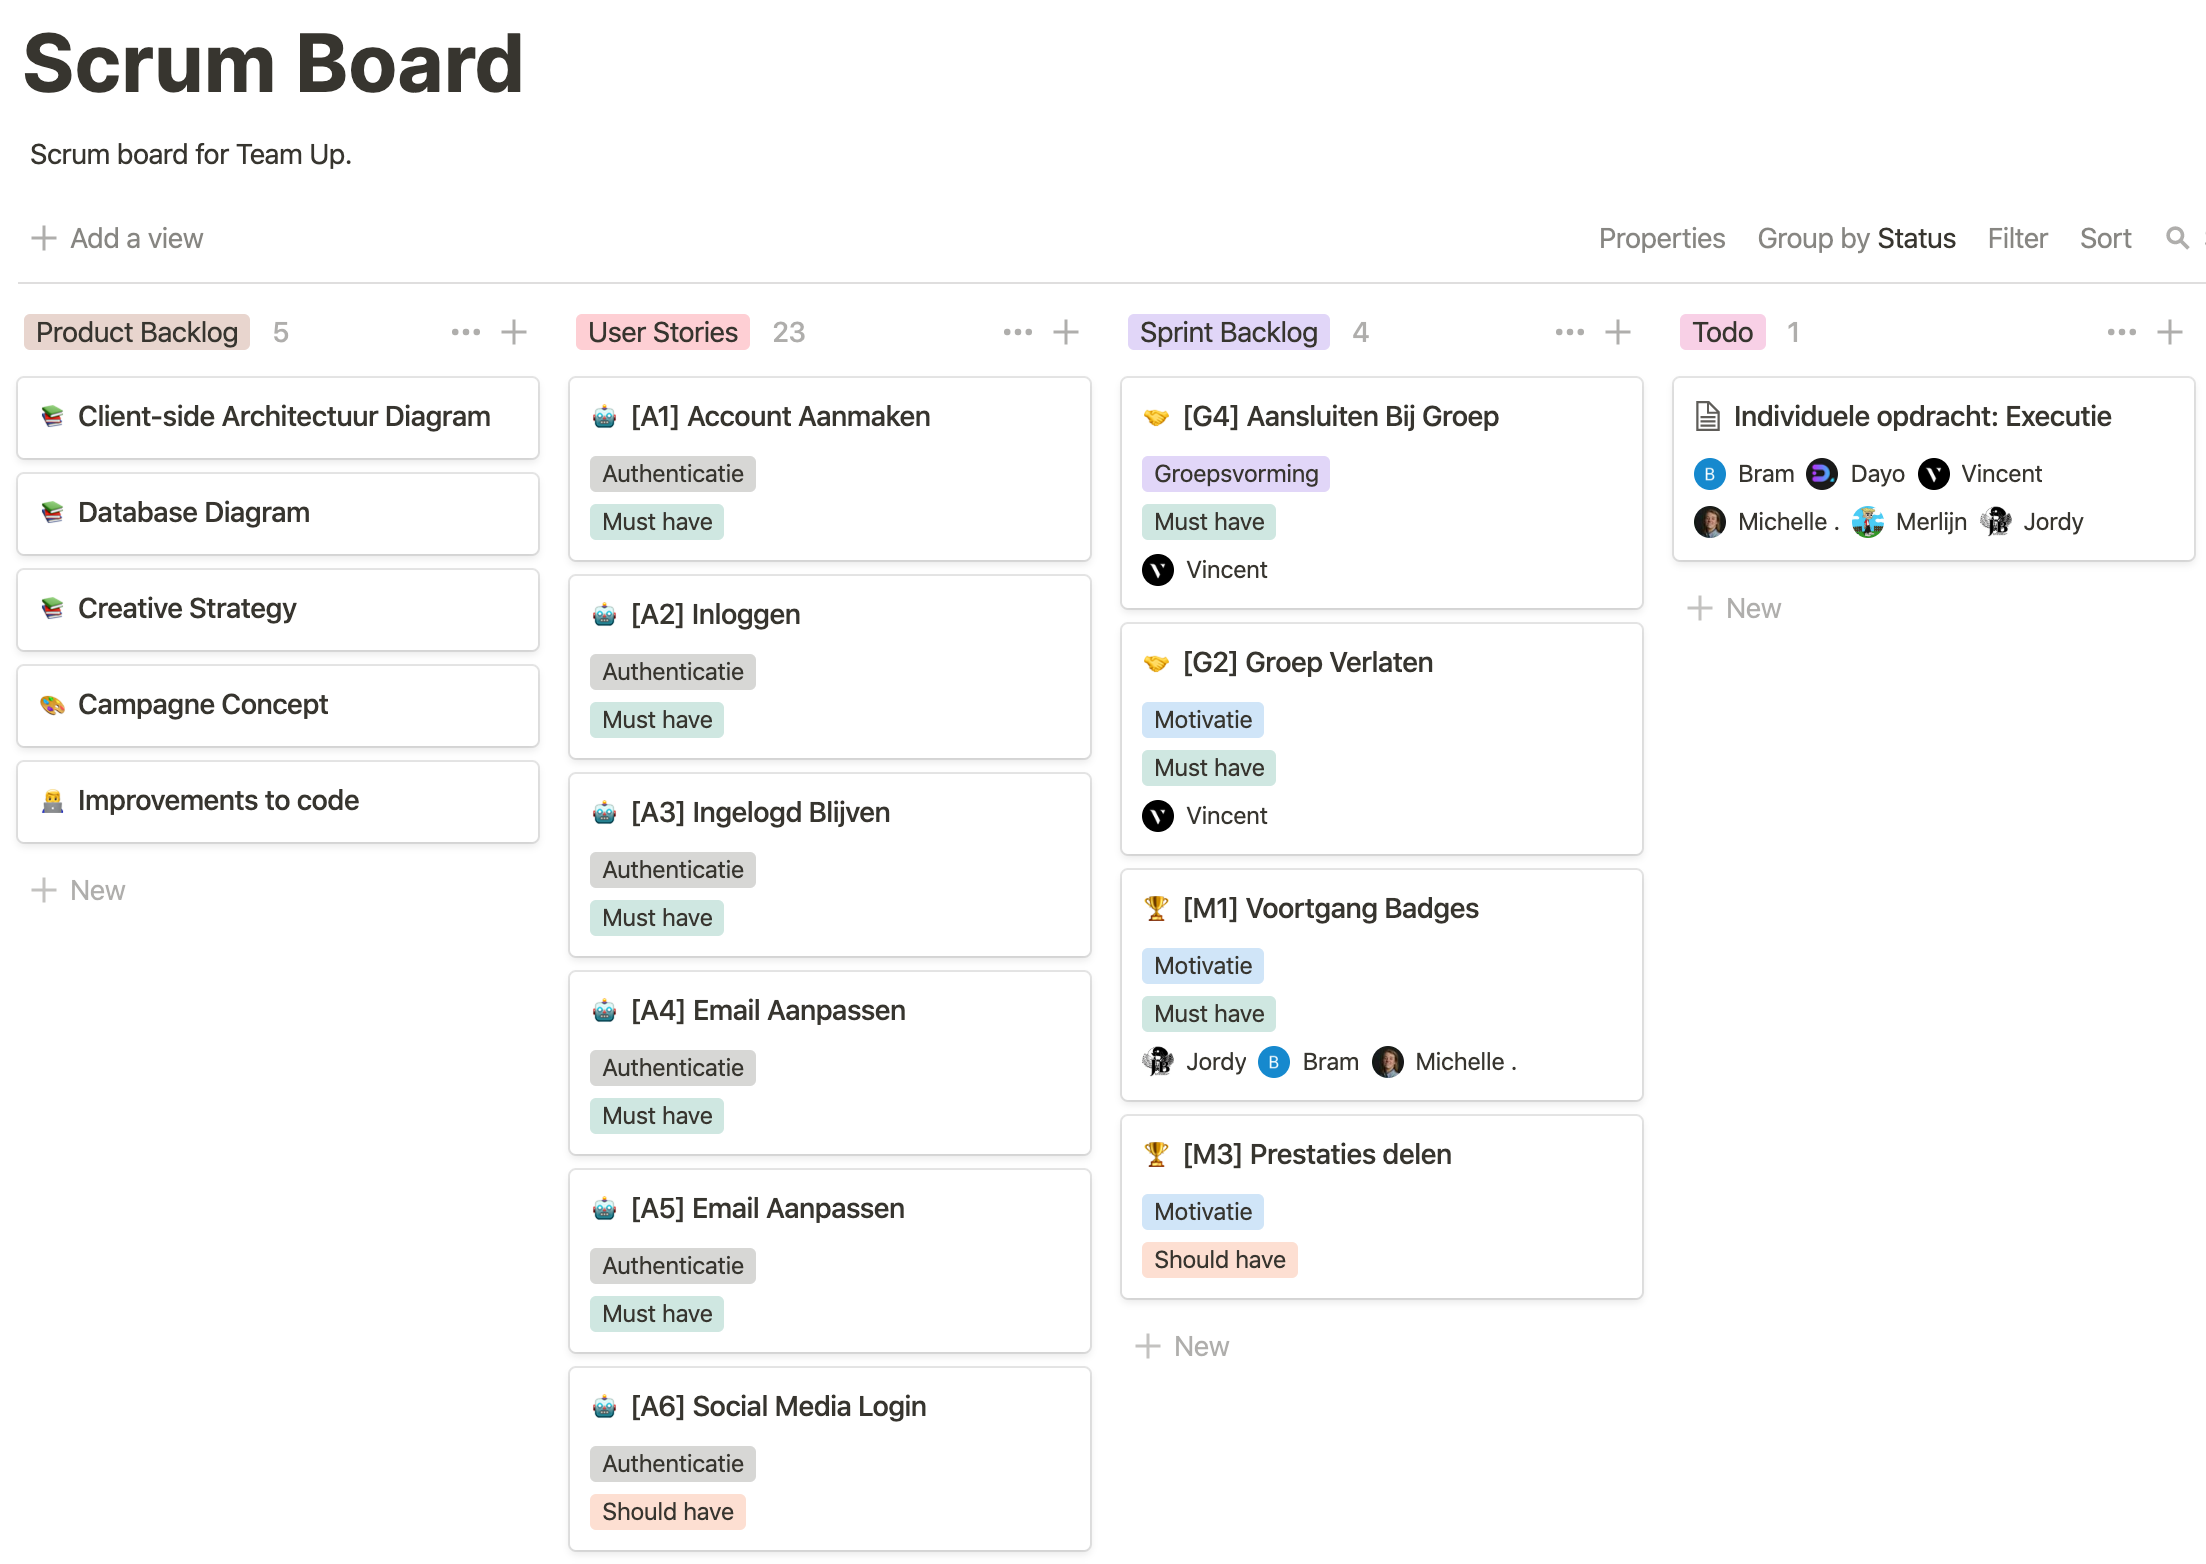 Scrum Board
Scrum board for Team Up.
Add a view
Properties Group by Status Filter Sort
Product Backlog 5
Client-side Architectuur Diagram
Database Diagram
Creative Strategy
Campagne Concept
Improvements to code
New
User Stories 23
[A1] Account Aanmaken
Authenticatie
Must have
[A2] Inloggen
Authenticatie
Must have
[A3] Ingelogd Blijven
Authenticatie
Must have
[A4] Email Aanpassen
Authenticatie
Must have
[A5] Email Aanpassen
Authenticatie
Must have
[A6] Social Media Login
Authenticatie
Should have
Sprint Backlog 4
[G4] Aansluiten Bij Groep
Groepsvorming
Must have
Vincent
[G2] Groep Verlaten
Motivatie
Must have
Vincent
[M1] Voortgang Badges
Motivatie
Must have
Jordy B Bram Michelle .
[M3] Prestaties delen
Motivatie
Should have
New
Todo 1
Individuele opdracht: Executie
B Bram Dayo Vincent
Michelle . Merlijn Jordy
New